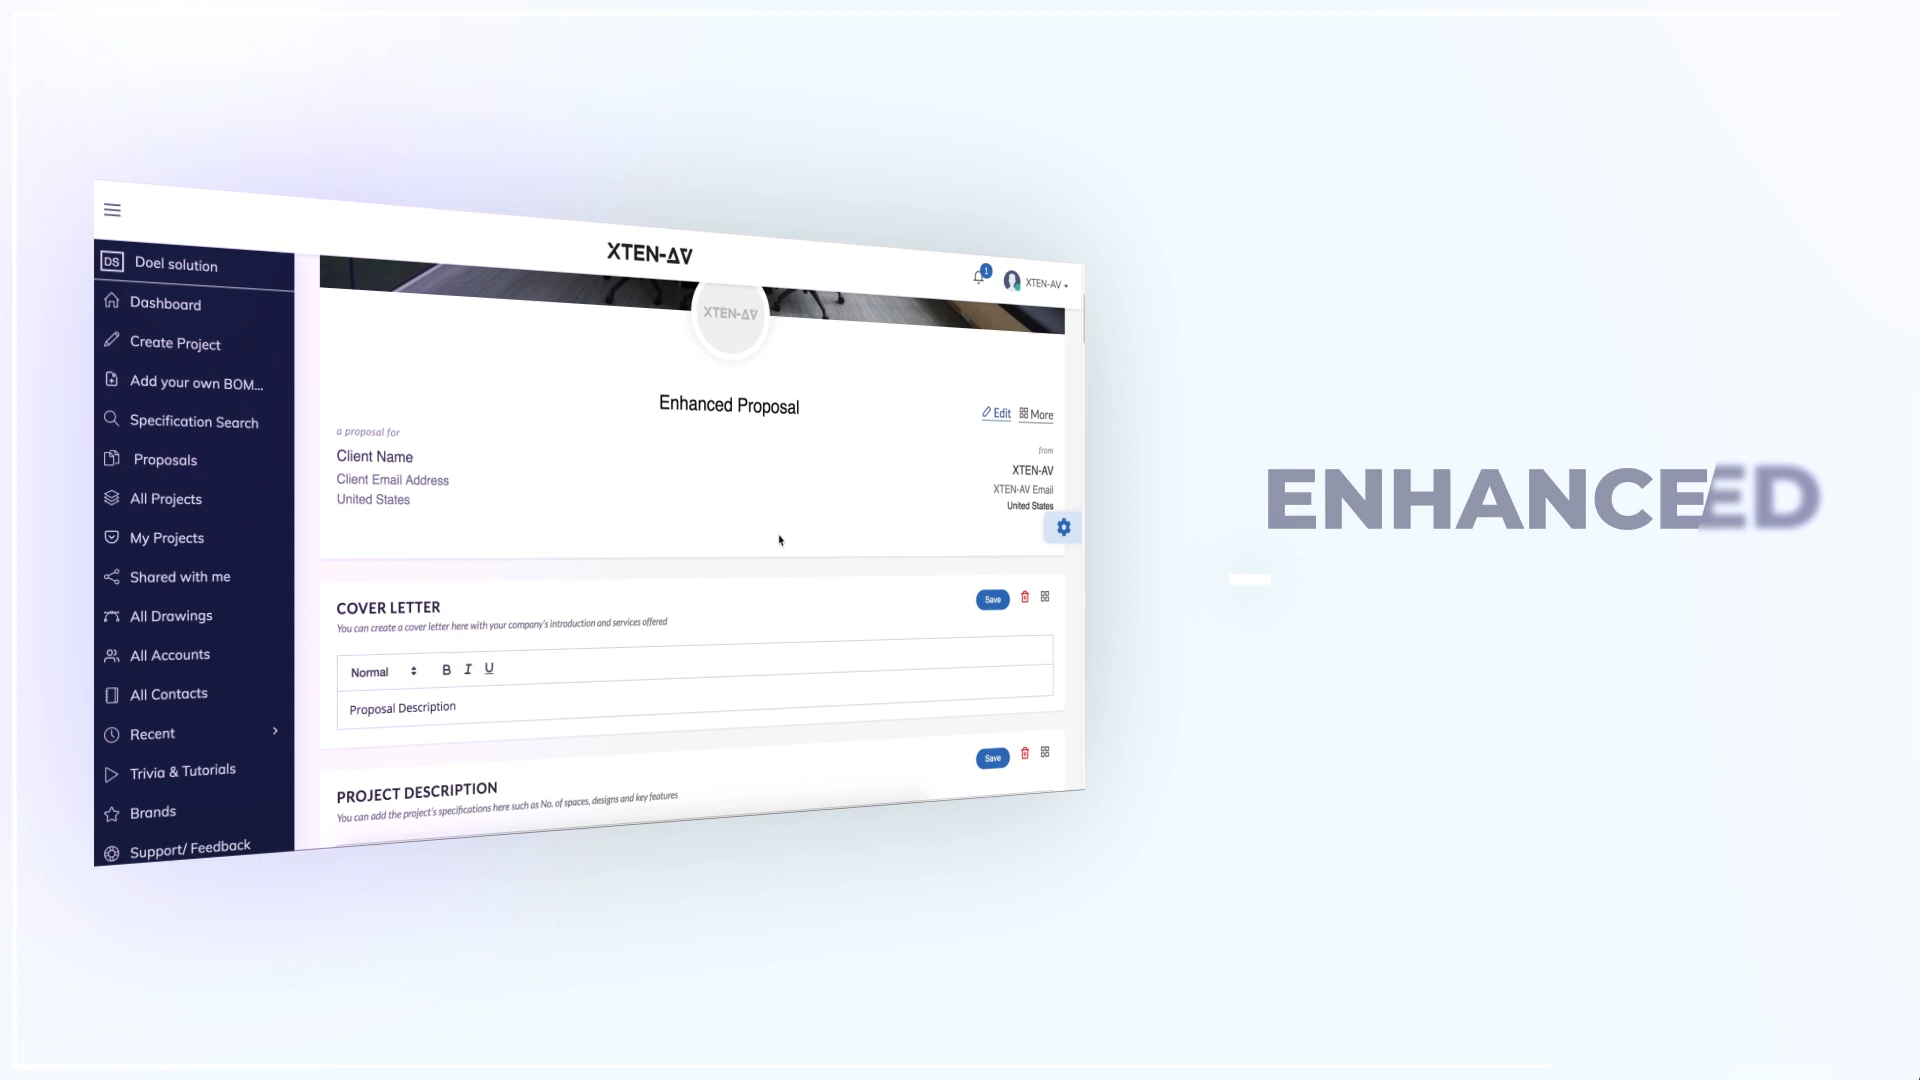 XTEN-AV
1
XTEN-AV
DS Doel solution
Dashboard
Create Project
Add your own BOM...
Specification Search
Proposals
All Projects
My Projects
Shared with me
All Drawings
All Accounts
All Contacts
Recent
Trivia & Tutorials
Brands
Support/ Feedback
XTEN-AV
Enhanced Proposal
Edit More
a proposal for
Client Name
Client Email Address
United States
from
XTEN-AV
XTEN-AV Email
United States
COVER LETTER
Save
You can create a cover letter here with your company's introduction and services offered
Normal B I U
Proposal Description
Save
PROJECT DESCRIPTION
You can add the project's specifications here such as No. of spaces, designs and key features
ENHANCED